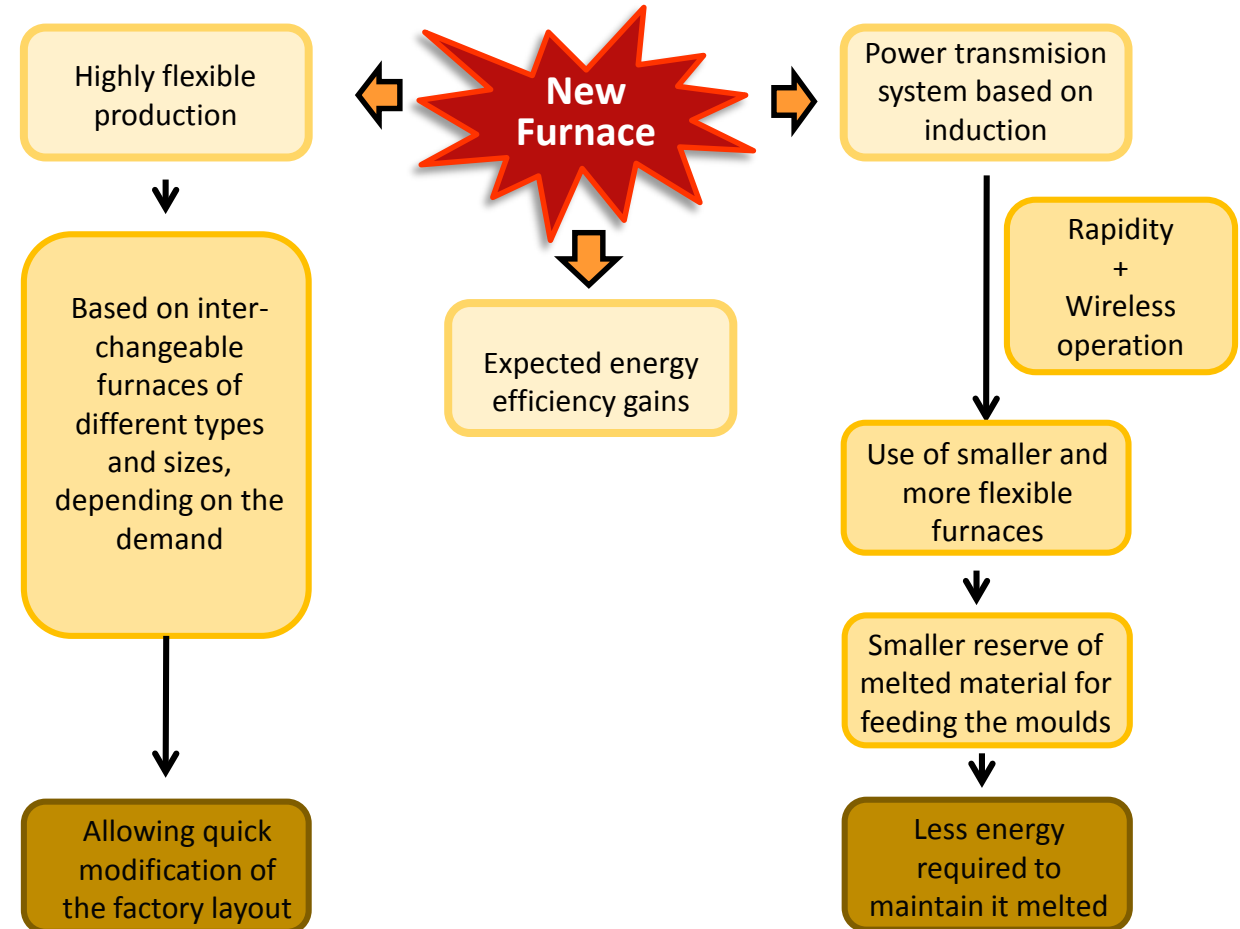 New
Furnace
Highly flexible
production
Based on inter-
changeable
furnaces of
different types
and sizes,
depending on the
demand
Allowing quick
modification of
the factory layout
Expected energy
efficiency gains
Power transmision
system based on
induction
Rapidity
+
Wireless
operation
Use of smaller and
more flexible
furnaces
Smaller reserve of
melted material for
feeding the moulds
Less energy
required to
maintain it melted